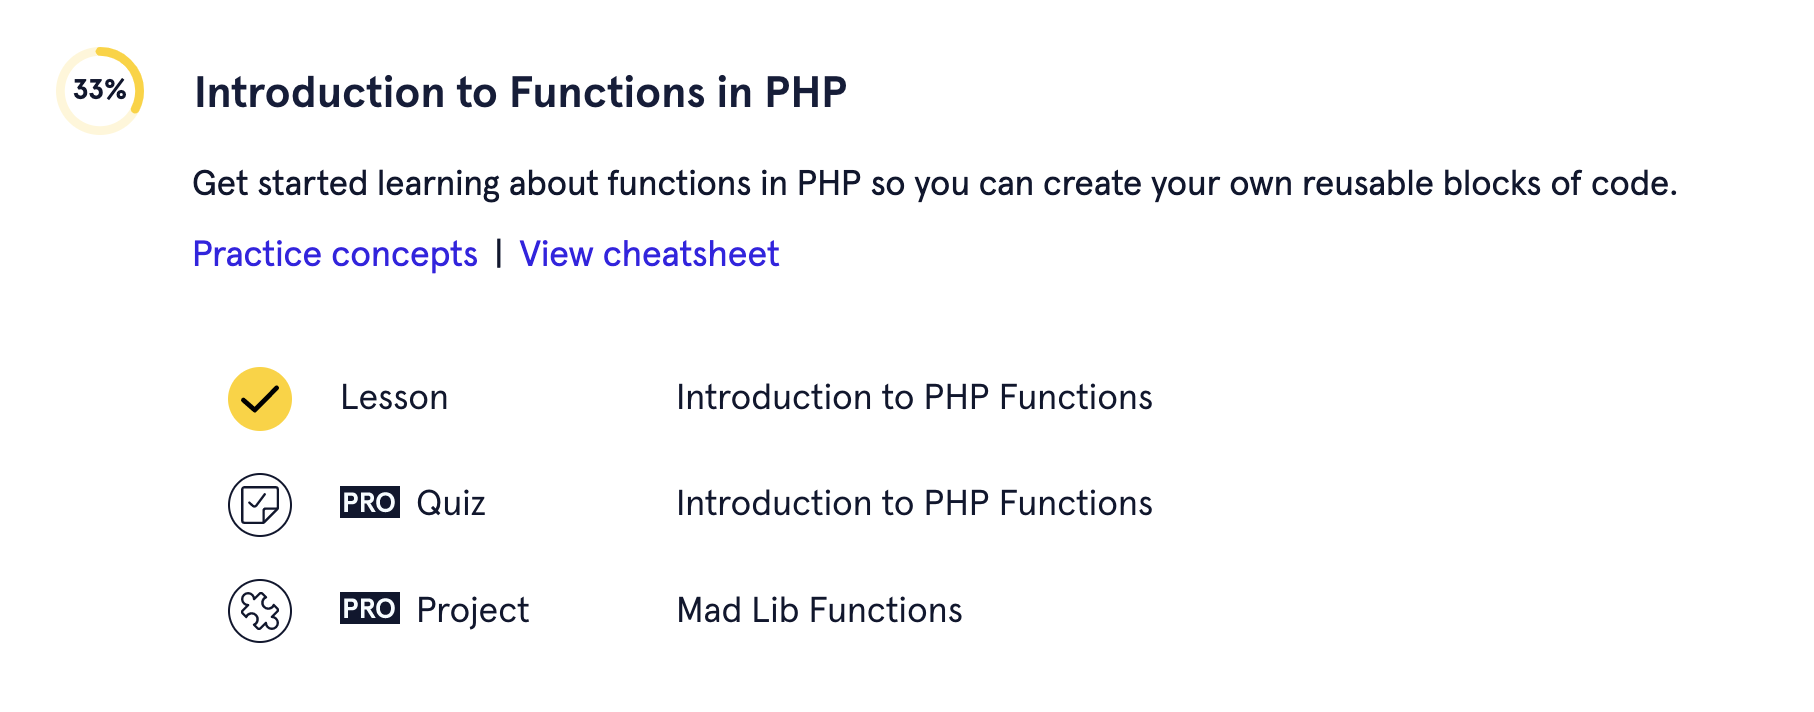 33%
Introduction to Functions in PHP
Get started learning about functions in PHP so you can create your own reusable blocks of code.
Practice concepts | View cheatsheet
Lesson Introduction to PHP Functions
PRO Quiz Introduction to PHP Functions
PRO Project Mad Lib Functions